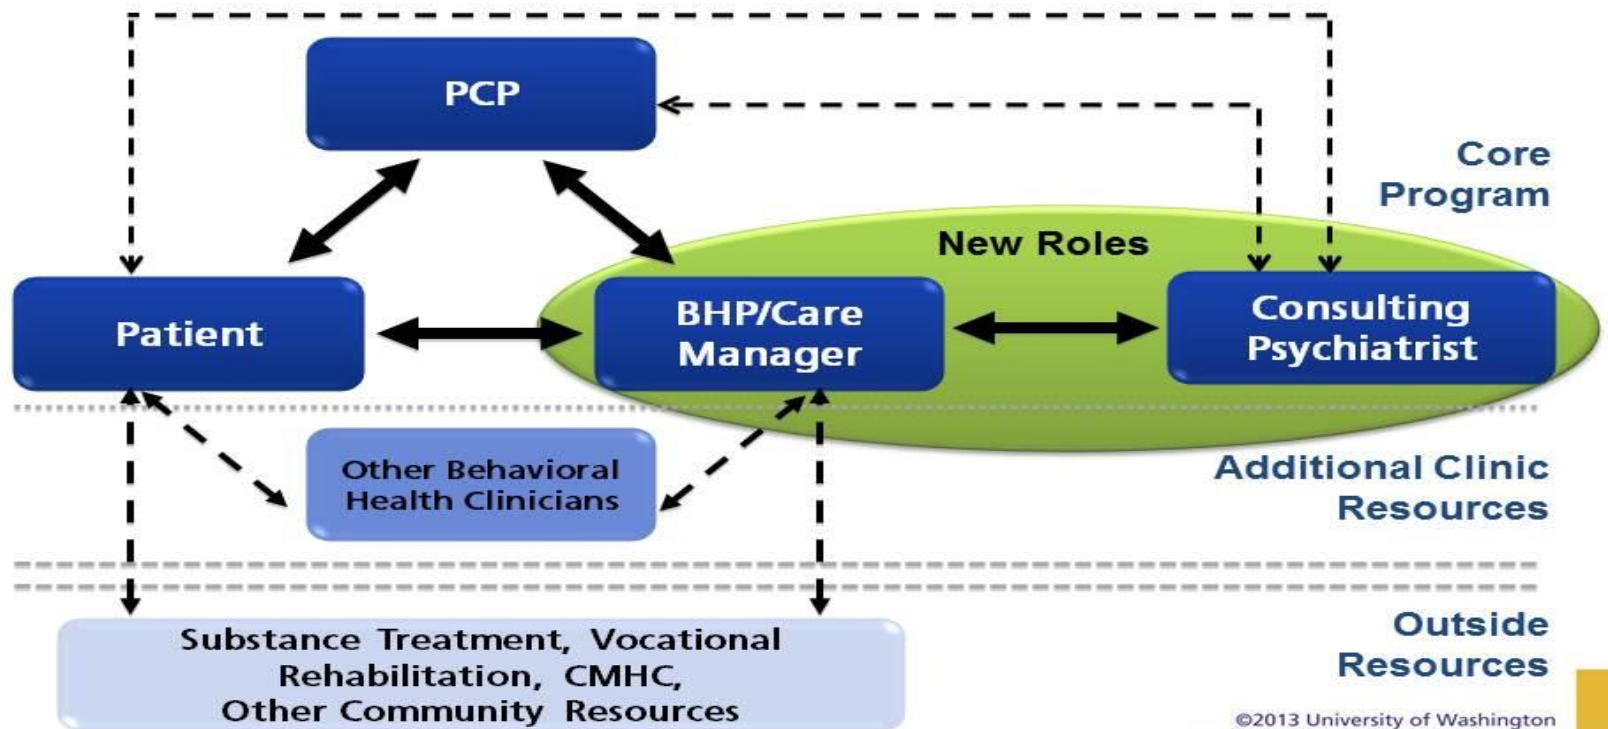 PCP
Core
Program
New Roles
Patient
BHP/Care
Manager
Consulting
Psychiatrist
Other Behavioral
Health Clinicians
Additional Clinic
Resources
Substance Treatment, Vocational
Rehabilitation, CMHC,
Other Community Resources
Outside
Resources
©2013 University of Washington